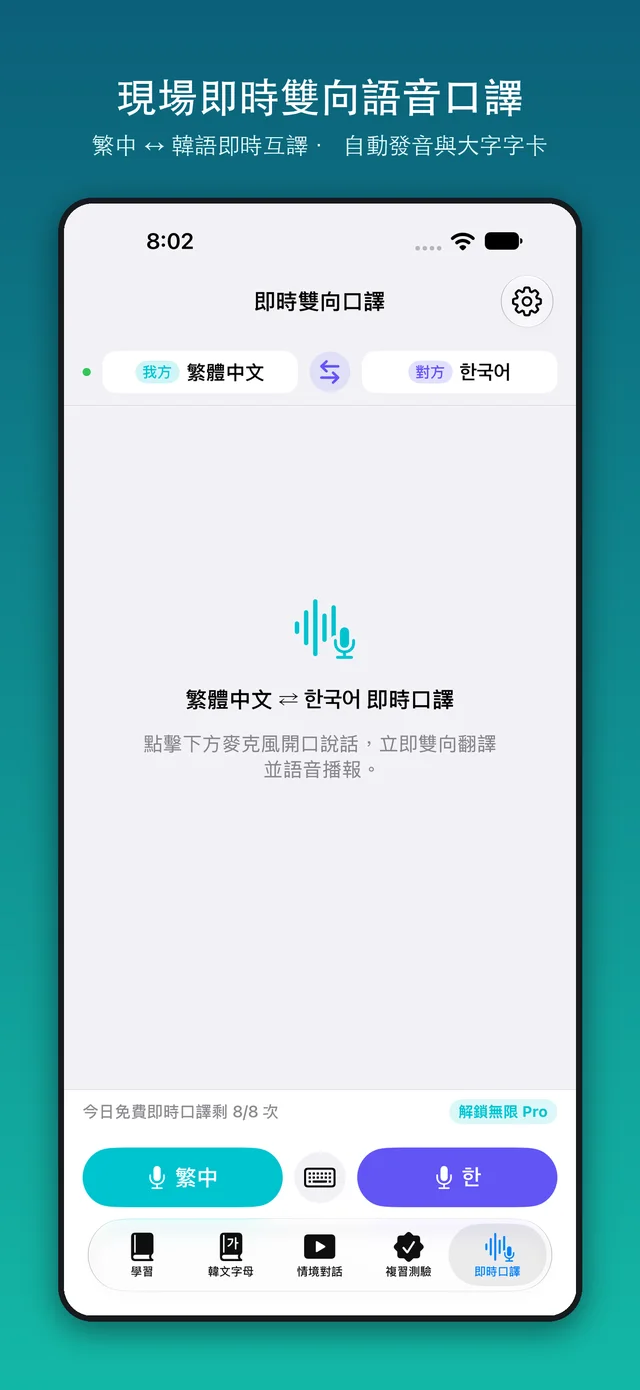 現場即時雙向語音口譯
繁中 ↔ 韓語即時互譯 · 自動發音與大字字卡
8:02
即時雙向口譯
我方 繁體中文 對方 한국어
繁體中文 ⇄ 한국어 即時口譯
點擊下方麥克風開口說話，立即雙向翻譯
並語音播報。
今日免費即時口譯剩 8/8 次 解鎖無限 Pro
繁中 한
가
學習 韓文字母 情境對話 複習測驗 即時口譯